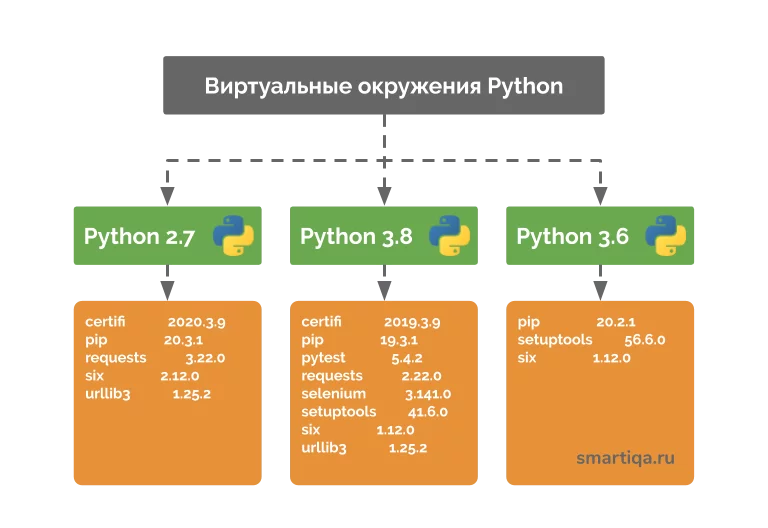 Виртуальные окружения Python
Python 2.7
Python 3.8
Python 3.6
certifi 2020.3.9
pip 20.3.1
requests 3.22.0
six 2.12.0
urllib3 1.25.2
certifi 2019.3.9
pip 19.3.1
pytest 5.4.2
requests 2.22.0
selenium 3.141.0
setuptools 41.6.0
six 1.12.0
urllib3 1.25.2
pip 20.2.1
setuptools 56.6.0
six 1.12.0
smartiqa.ru